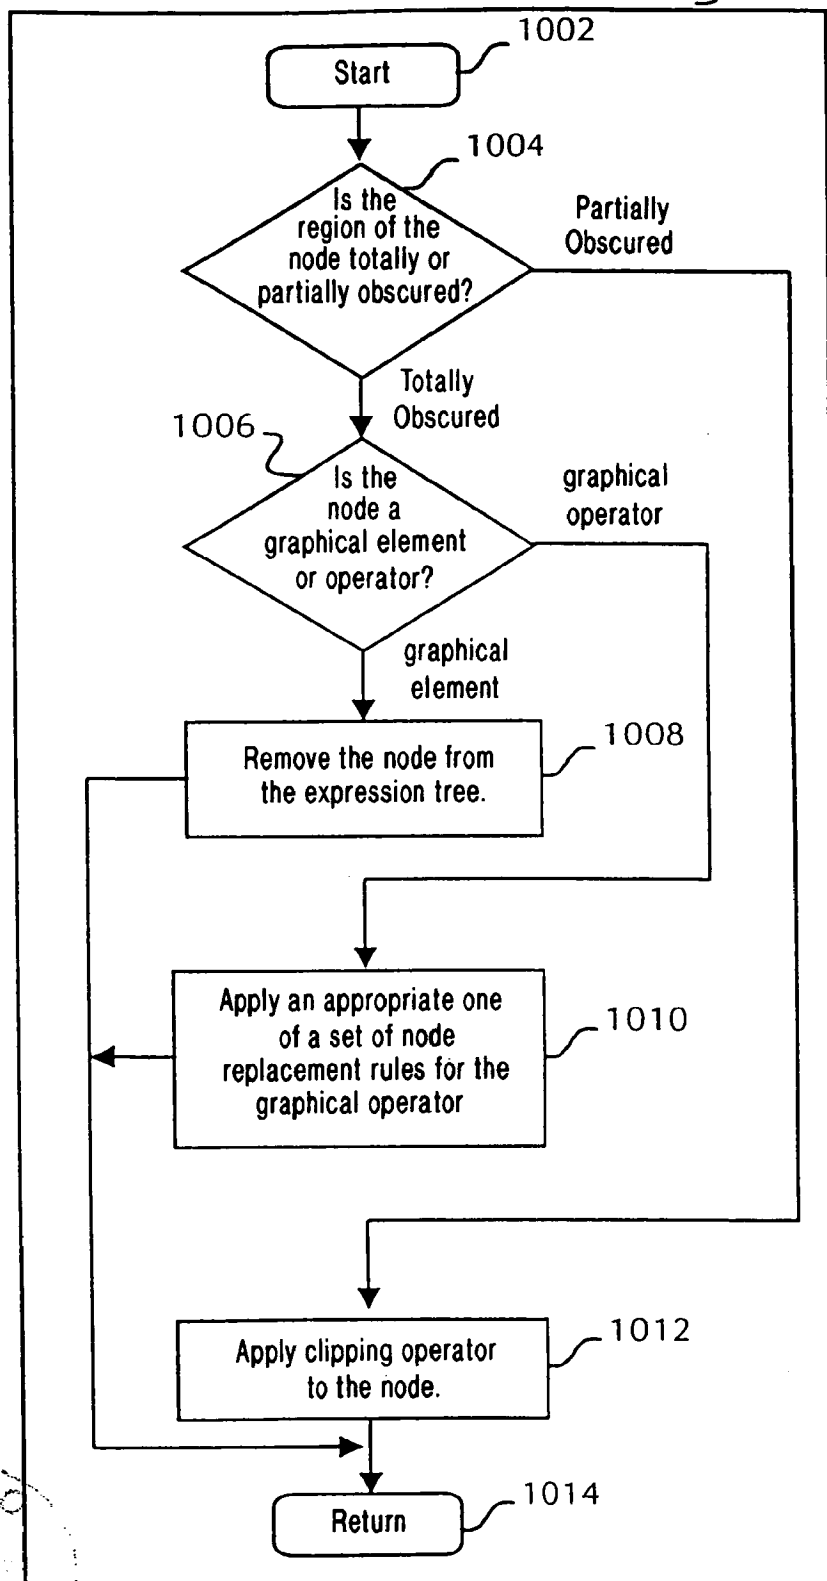 1002
Start
1004
Is the
region of the
node totally or
partially obscured?
Partially
Obscured
Totally
Obscured
1006
Is the
node a
graphical element
or operator?
graphical
operator
graphical
element
1008
Remove the node from
the expression tree.
1010
Apply an appropriate one
of a set of node
replacement rules for the
graphical operator
1012
Apply clipping operator
to the node.
1014
Return